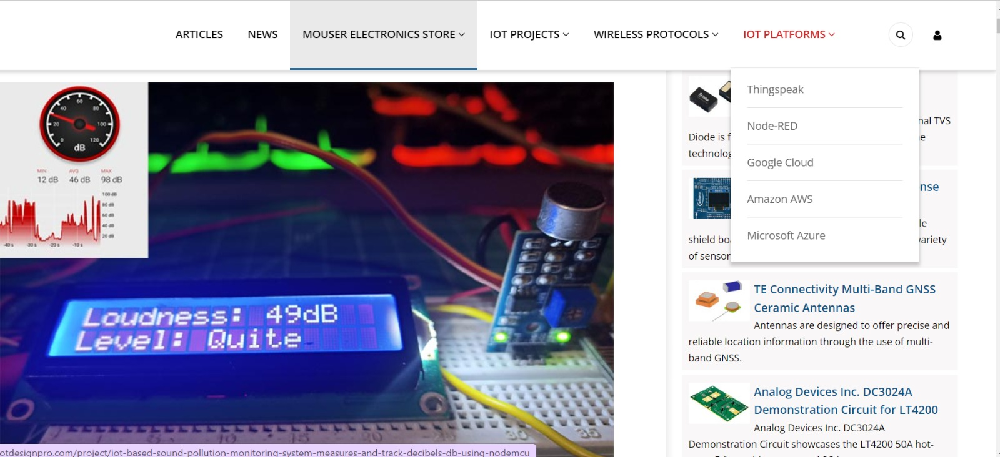 ARTICLES
NEWS
MOUSER ELECTRONICS STORE
IOT PROJECTS
WIRELESS PROTOCOLS
IOT PLATFORMS
Thingspeak
Node-RED
Google Cloud
Amazon AWS
Microsoft Azure
0
20
40
60
80
100
120
dB
MIN AVG MAX
12 dB 46 dB 98 dB
100 dB
80 dB
60 dB
40 dB
20 dB
-40 s -30 s -20 s -10 s
Loudness: 49dB
Level: Quite
30 35
otdesignpro.com/project/iot-based-sound-pollution-monitoring-system-measures-and-track-decibels-db-using-nodemcu
nal TVS
Diode is f
technolog
nse
shield bo
variety
of sensor
TE Connectivity Multi-Band GNSS
Ceramic Antennas
Antennas are designed to offer precise and
reliable location information through the use of multi-
band GNSS.
Analog Devices Inc. DC3024A
Demonstration Circuit for LT4200
Analog Devices Inc. DC3024A
Demonstration Circuit showcases the LT4200 50A hot-